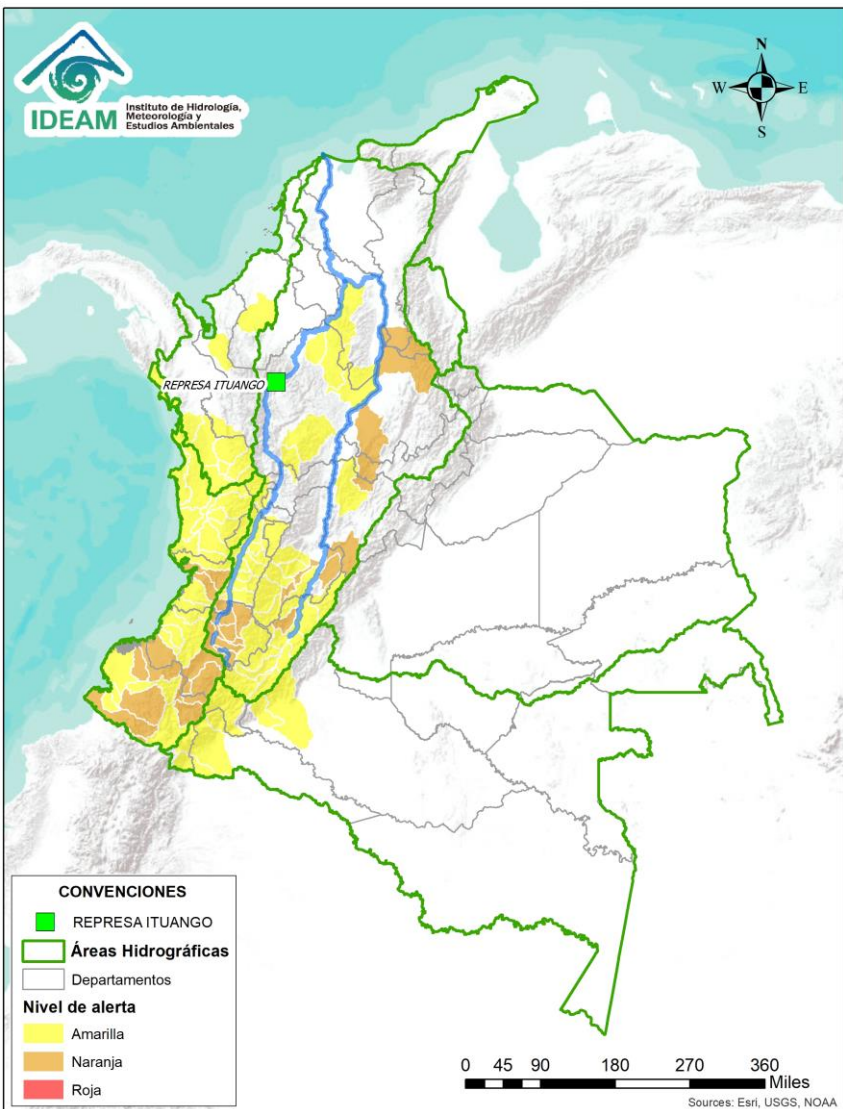 IDEAM
Instituto de Hidrología,
Meteorología y
Estudios Ambientales
N
W
E
S
REPRESA ITUANGO
CONVENCIONES
REPRESA ITUANGO
Áreas Hidrográficas
Departamentos
Nivel de alerta
Amarilla
Naranja
Roja
0 45 90 180 270 360
Miles
Sources: Esri, USGS, NOAA